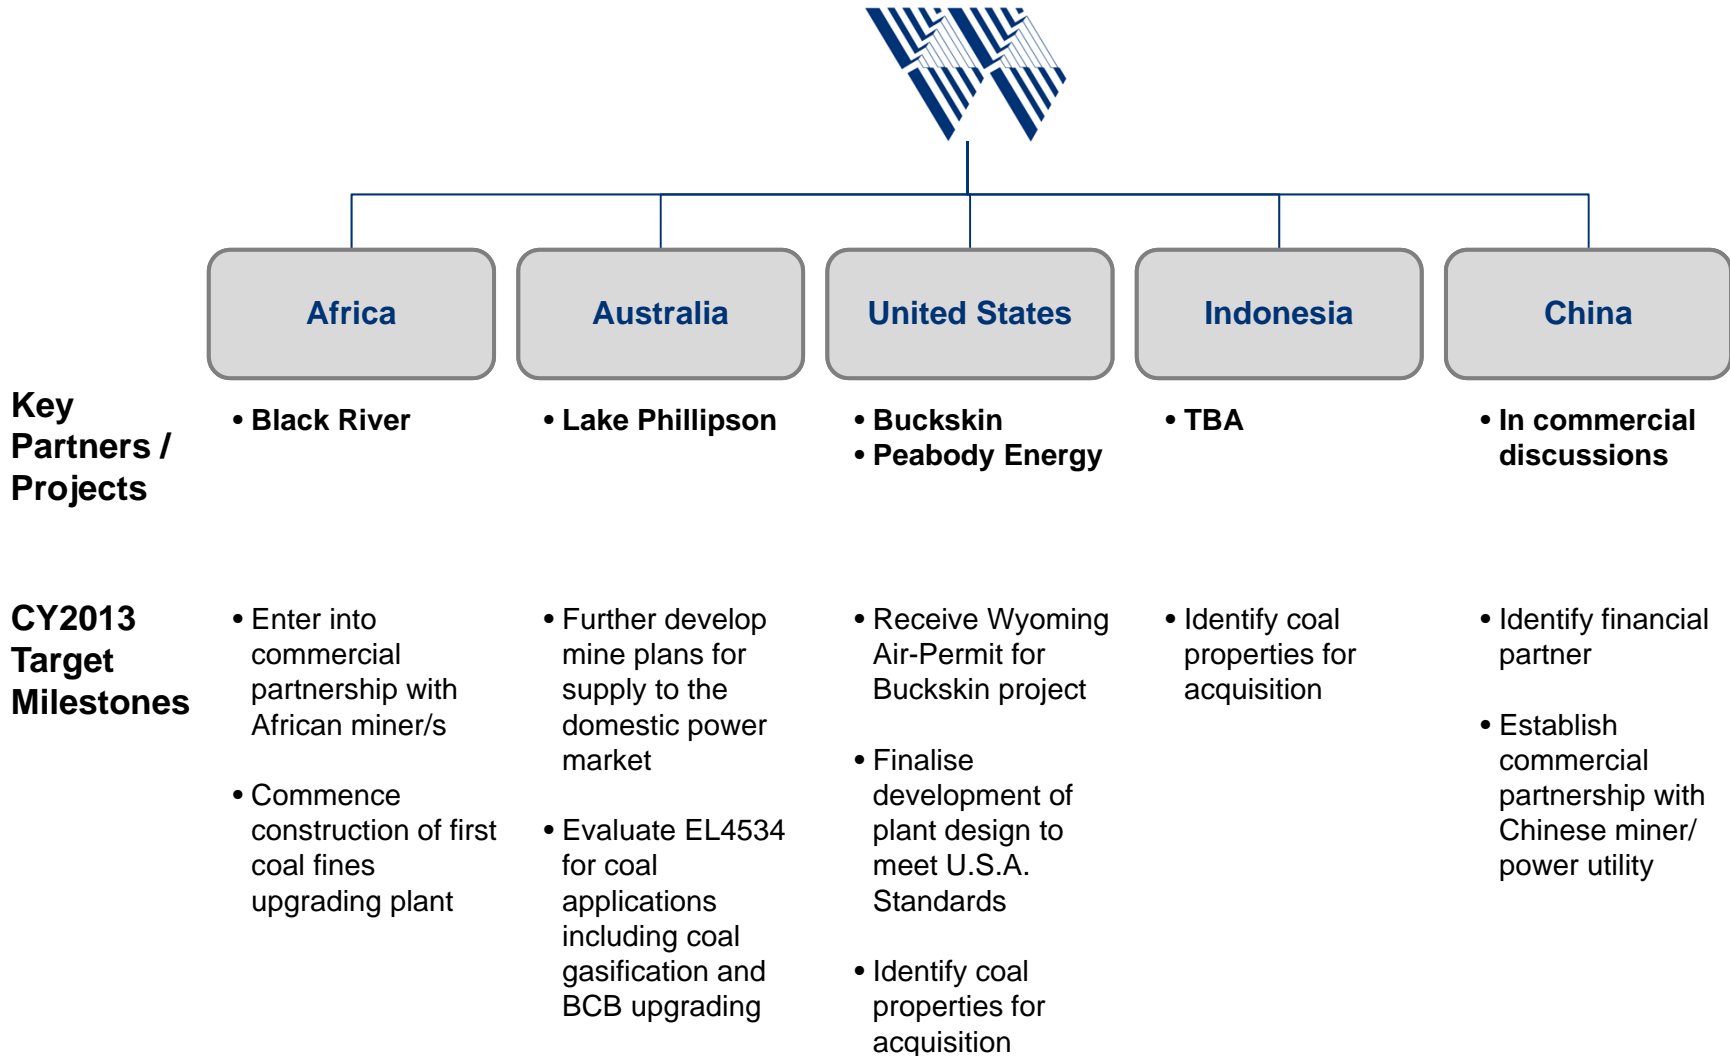 Africa
Australia
United States
Indonesia
China
Key
Partners /
Projects
• Black River
• Lake Phillipson
• Buckskin
• Peabody Energy
• TBA
• In commercial
discussions
CY2013
Target
Milestones
• Enter into
commercial
partnership with
African miner/s
• Commence
construction of first
coal fines
upgrading plant
• Further develop
mine plans for
supply to the
domestic power
market
• Evaluate EL4534
for coal
applications
including coal
gasification and
BCB upgrading
• Receive Wyoming
Air-Permit for
Buckskin project
• Finalise
development of
plant design to
meet U.S.A.
Standards
• Identify coal
properties for
acquisition
• Identify coal
properties for
acquisition
• Identify financial
partner
• Establish
commercial
partnership with
Chinese miner/
power utility